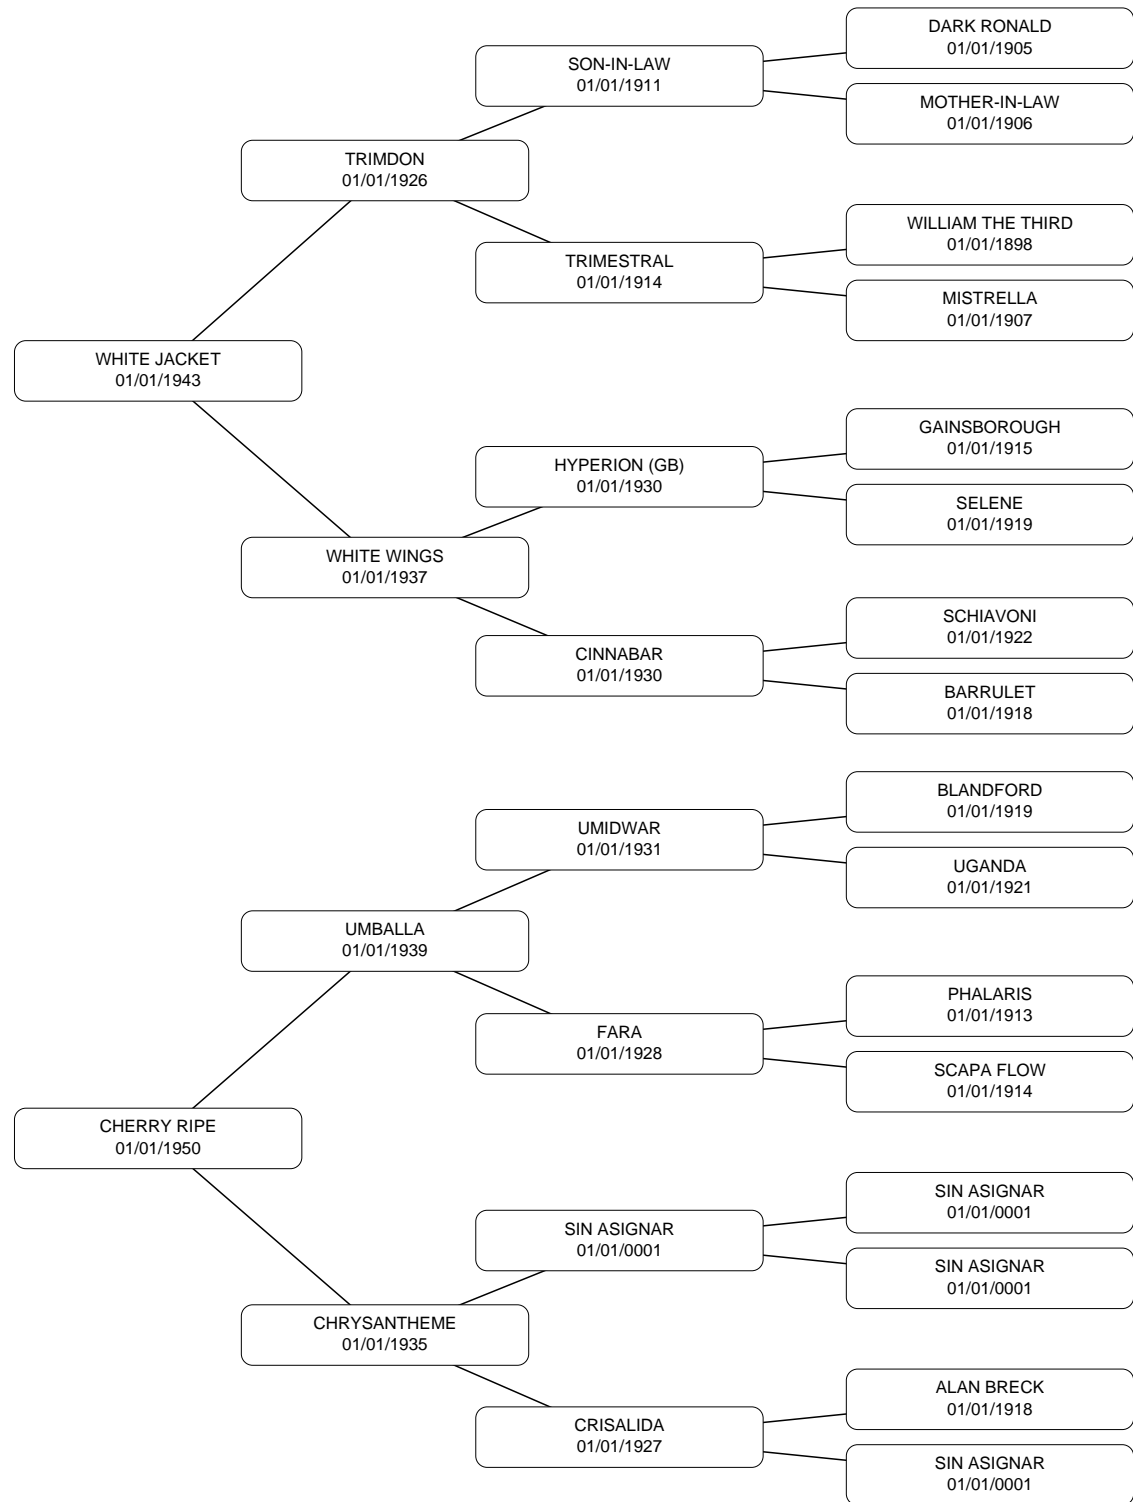 DARK RONALD
01/01/1905
SON-IN-LAW
01/01/1911
MOTHER-IN-LAW
01/01/1906
TRIMDON
01/01/1926
WILLIAM THE THIRD
01/01/1898
TRIMESTRAL
01/01/1914
MISTRELLA
01/01/1907
WHITE JACKET
01/01/1943
GAINSBOROUGH
01/01/1915
HYPERION (GB)
01/01/1930
SELENE
01/01/1919
WHITE WINGS
01/01/1937
SCHIAVONI
01/01/1922
CINNABAR
01/01/1930
BARRULET
01/01/1918
BLANDFORD
01/01/1919
UMIDWAR
01/01/1931
UGANDA
01/01/1921
UMBALLA
01/01/1939
PHALARIS
01/01/1913
FARA
01/01/1928
SCAPA FLOW
01/01/1914
CHERRY RIPE
01/01/1950
SIN ASIGNAR
01/01/0001
SIN ASIGNAR
01/01/0001
SIN ASIGNAR
01/01/0001
CHRYSANTHEME
01/01/1935
ALAN BRECK
01/01/1918
CRISALIDA
01/01/1927
SIN ASIGNAR
01/01/0001